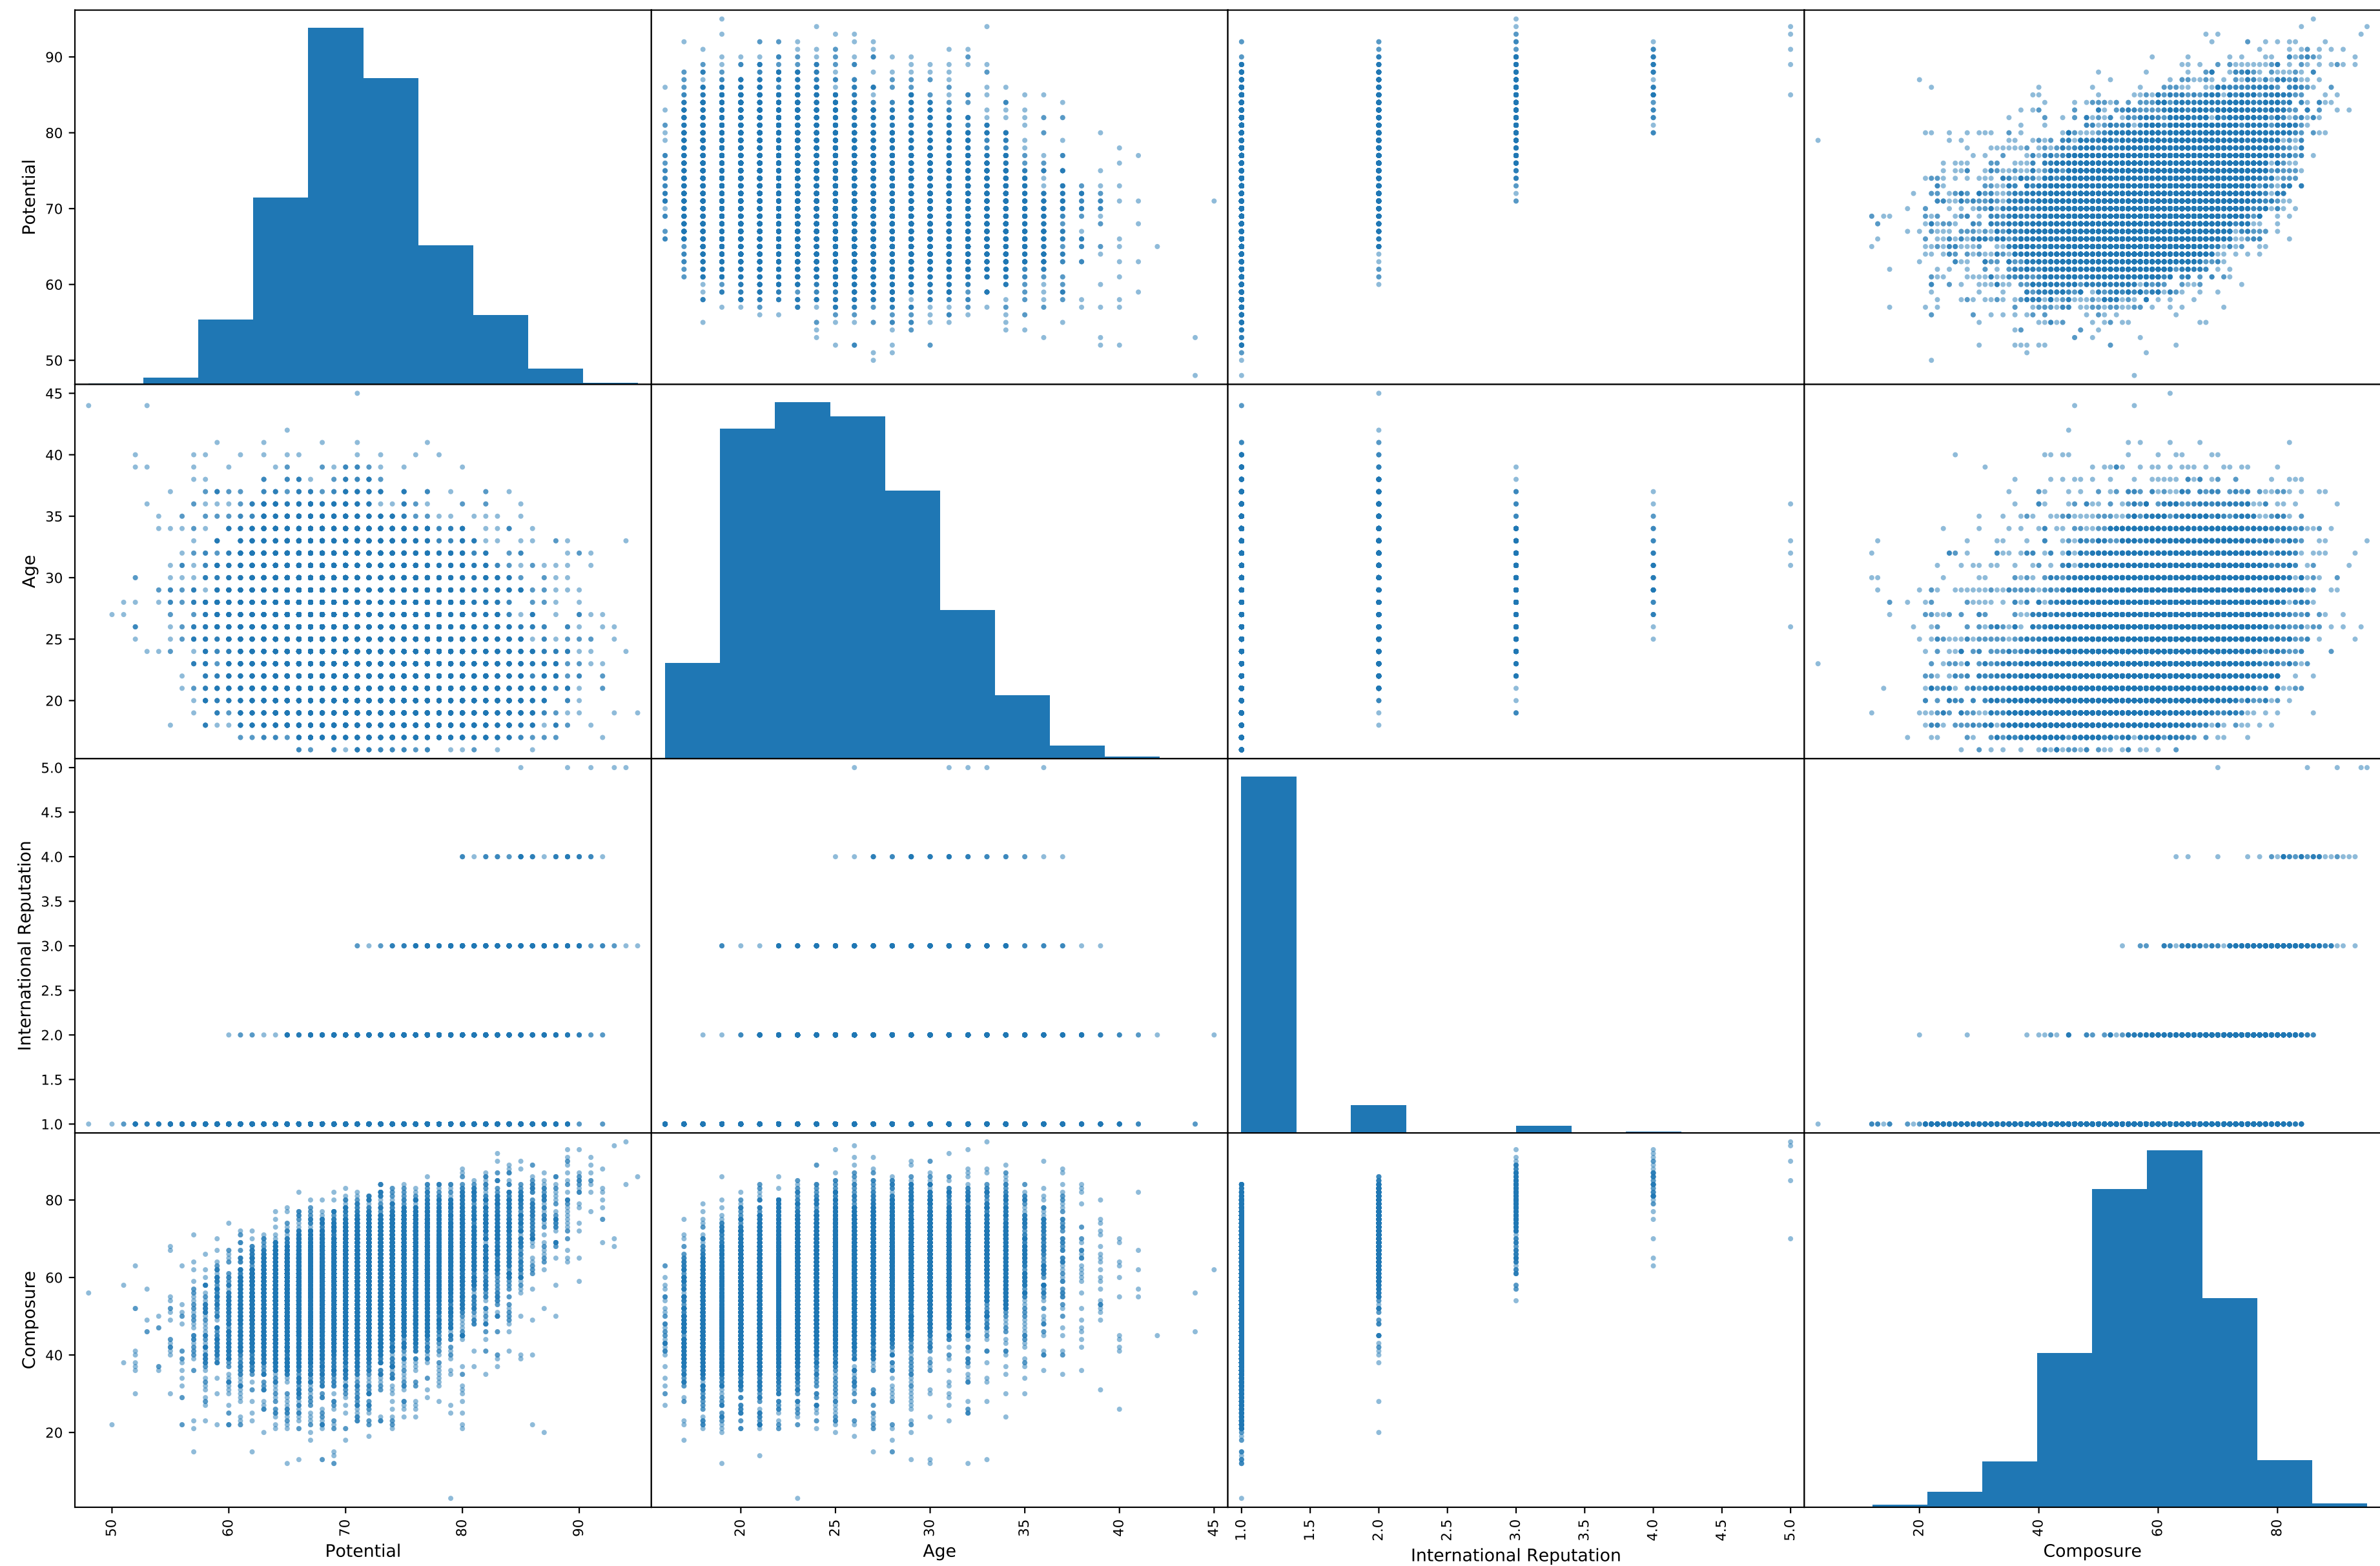 Potential
90
80
70
60
50
Age
45
40
35
30
25
20
International Reputation
5.0
4.5
4.0
3.5
3.0
2.5
2.0
1.5
1.0
Composure
80
60
40
20
50 60 70 80 90
20 25 30 35 40 45
1.0 1.5 2.0 2.5 3.0 3.5 4.0 4.5 5.0
20 40 60 80
Potential Age International Reputation Composure